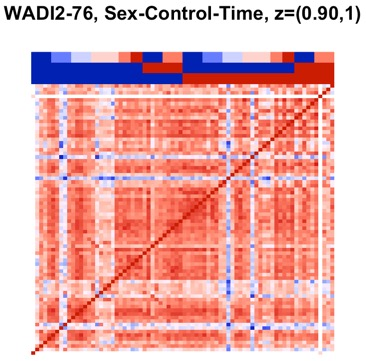 WADI2-76, Sex-Control-Time, z=(0.90,1)